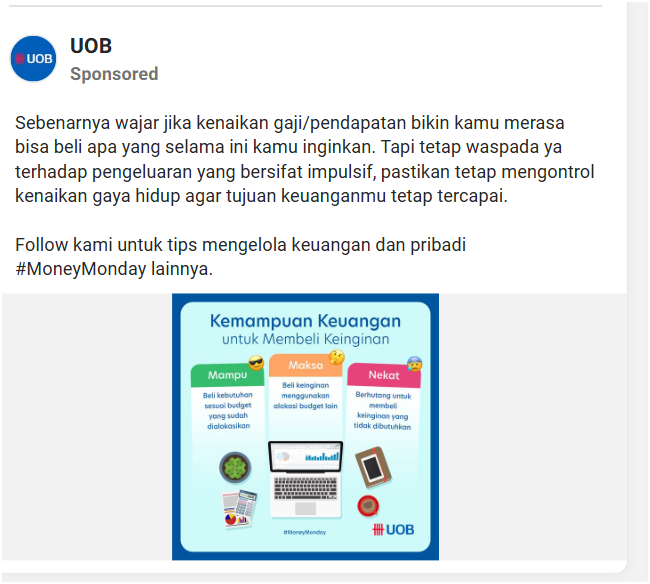 UOB
UOB
Sponsored
Sebenarnya wajar jika kenaikan gaji/pendapatan bikin kamu merasa
bisa beli apa yang selama ini kamu inginkan. Tapi tetap waspada ya
terhadap pengeluaran yang bersifat impulsif, pastikan tetap mengontrol
kenaikan gaya hidup agar tujuan keuanganmu tetap tercapai.
Follow kami untuk tips mengelola keuangan dan pribadi
#MoneyMonday lainnya.
Kemampuan Keuangan
untuk Membeli Keinginan
Mampu
Beli kebutuhan
sesuai budget
yang sudah
dialokasikan
Maksa
Beli keinginan
menggunakan
alokasi budget lain
Nekat
Berhutang untuk
membeli
keinginan yang
tidak dibutuhkan
#MoneyMonday
UOB